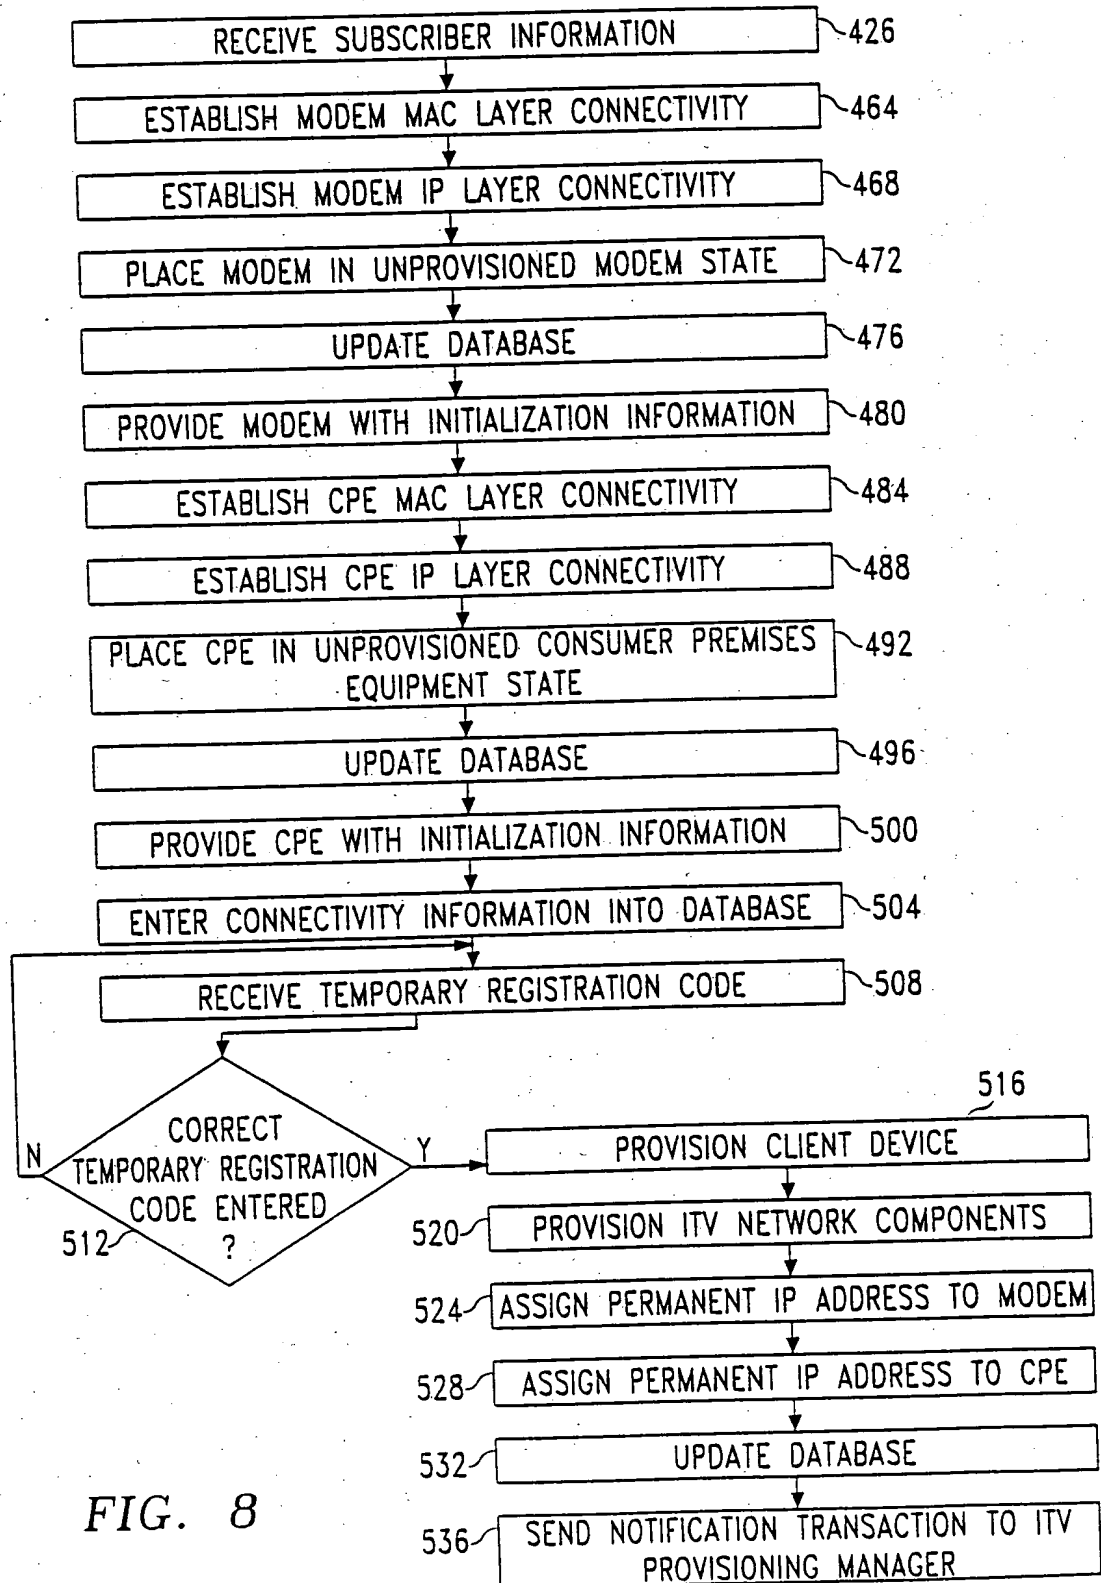 RECEIVE SUBSCRIBER INFORMATION 426
ESTABLISH MODEM MAC LAYER CONNECTIVITY 464
ESTABLISH MODEM IP LAYER CONNECTIVITY 468
PLACE MODEM IN UNPROVISIONED MODEM STATE 472
UPDATE DATABASE 476
PROVIDE MODEM WITH INITIALIZATION INFORMATION 480
ESTABLISH CPE MAC LAYER CONNECTIVITY 484
ESTABLISH CPE IP LAYER CONNECTIVITY 488
PLACE CPE IN UNPROVISIONED CONSUMER PREMISES 492
EQUIPMENT STATE
UPDATE DATABASE 496
PROVIDE CPE WITH INITIALIZATION INFORMATION 500
ENTER CONNECTIVITY INFORMATION INTO DATABASE 504
RECEIVE TEMPORARY REGISTRATION CODE 508
CORRECT
TEMPORARY REGISTRATION
CODE ENTERED
?
512
N
Y
516
PROVISION CLIENT DEVICE
520 PROVISION ITV NETWORK COMPONENTS
524 ASSIGN PERMANENT IP ADDRESS TO MODEM
528 ASSIGN PERMANENT IP ADDRESS TO CPE
532 UPDATE DATABASE
536 SEND NOTIFICATION TRANSACTION TO ITV
PROVISIONING MANAGER
FIG. 8